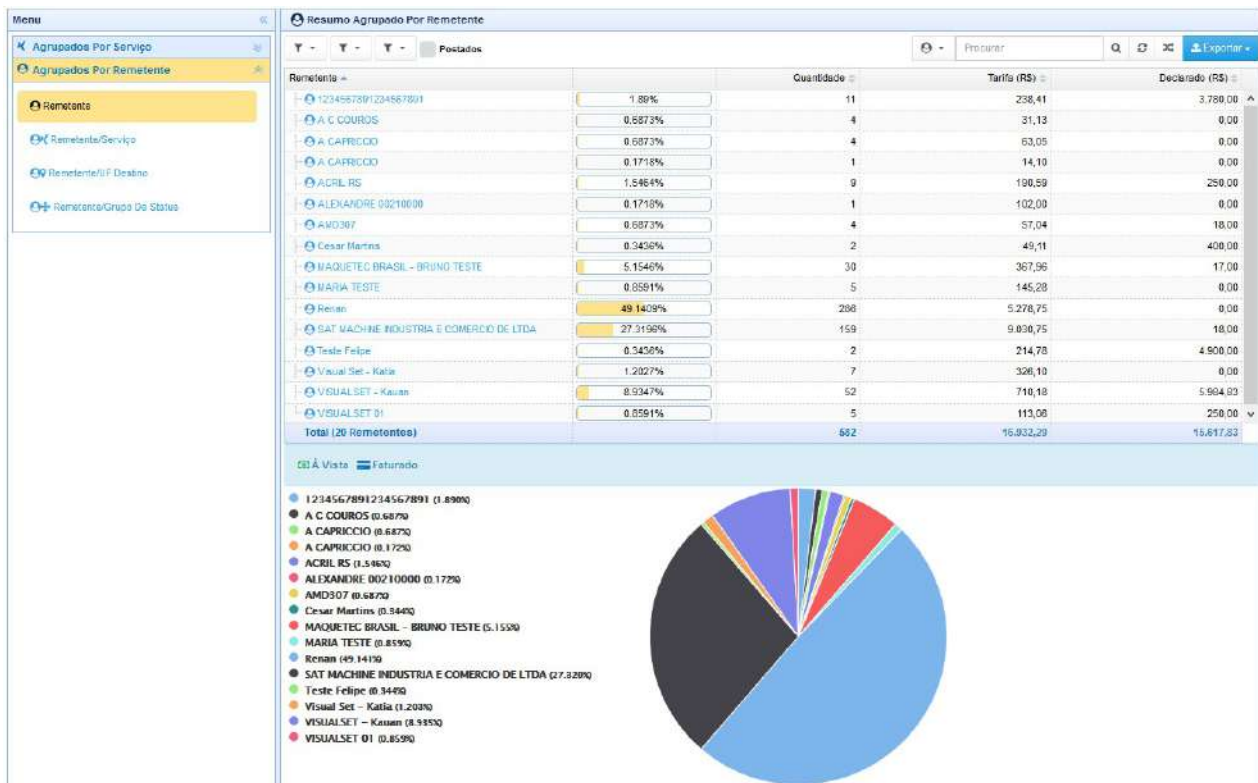 Menu
Agrupados Por Serviço
Agrupados Por Remetente
Remetente
Remetente/Serviço
Remetente/UF Destino
Remetente/Grupo De Status
Resumo Agrupado Por Remetente
Postados
Procurar
Exportar
Remetente Quantidade Tarifa (R$) Declarado (R$)
1234567891234567891 1.89% 11 238,41 3.780,00
A C COUROS 0.6873% 4 31,13 0,00
A CAPRICCIO 0.6873% 4 63,05 0,00
A CAPRICCIO 0.1718% 1 14,10 0,00
ACRIL RS 1.5464% 9 190,59 250,00
ALEXANDRE 00210000 0.1718% 1 102,00 0,00
AMD307 0.6873% 4 57,04 18,00
Cesar Martins 0.3436% 2 49,11 400,00
MAQUETEC BRASIL - BRUNO TESTE 5.1546% 30 367,96 17,00
MARIA TESTE 0.8591% 5 145,28 0,00
Renan 49.1409% 286 5.278,75 0,00
SAT MACHINE INDUSTRIA E COMERCIO DE LTDA 27.3196% 159 9.030,75 18,00
Teste Felipe 0.3436% 2 214,78 4.900,00
Visual Set - Katia 1.2027% 7 326,10 0,00
VISUALSET - Kauan 8.9347% 52 710,18 5.984,83
VISUALSET 01 0.8591% 5 113,06 250,00
Total (20 Remetentes) 582 16.932,29 15.617,83
À Vista Faturado
1234567891234567891 (1.890%)
A C COUROS (0.687%)
A CAPRICCIO (0.687%)
A CAPRICCIO (0.172%)
ACRIL RS (1.546%)
ALEXANDRE 00210000 (0.172%)
AMD307 (0.687%)
Cesar Martins (0.344%)
MAQUETEC BRASIL – BRUNO TESTE (5.155%)
MARIA TESTE (0.859%)
Renan (49.141%)
SAT MACHINE INDUSTRIA E COMERCIO DE LTDA (27.320%)
Teste Felipe (0.344%)
Visual Set – Katia (1.203%)
VISUALSET – Kauan (8.935%)
VISUALSET 01 (0.859%)